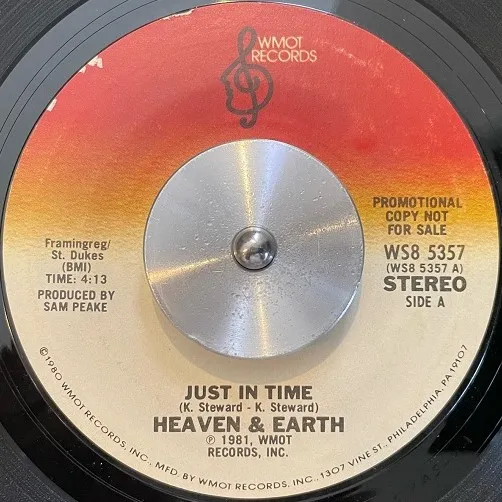 WMOT
RECORDS
PROMOTIONAL
COPY NOT
FOR SALE
WS8 5357
(WS8 5357 A)
STEREO
SIDE A
Framingreg/
St. Dukes
(BMI)
TIME: 4:13
PRODUCED BY
SAM PEAKE
JUST IN TIME
(K. Steward - K. Steward)
HEAVEN & EARTH
℗ 1981, WMOT
RECORDS, INC.
©1980 WMOT RECORDS, INC., MFD. BY WMOT RECORDS, INC., 1307 VINE ST., PHILADELPHIA, PA 19107